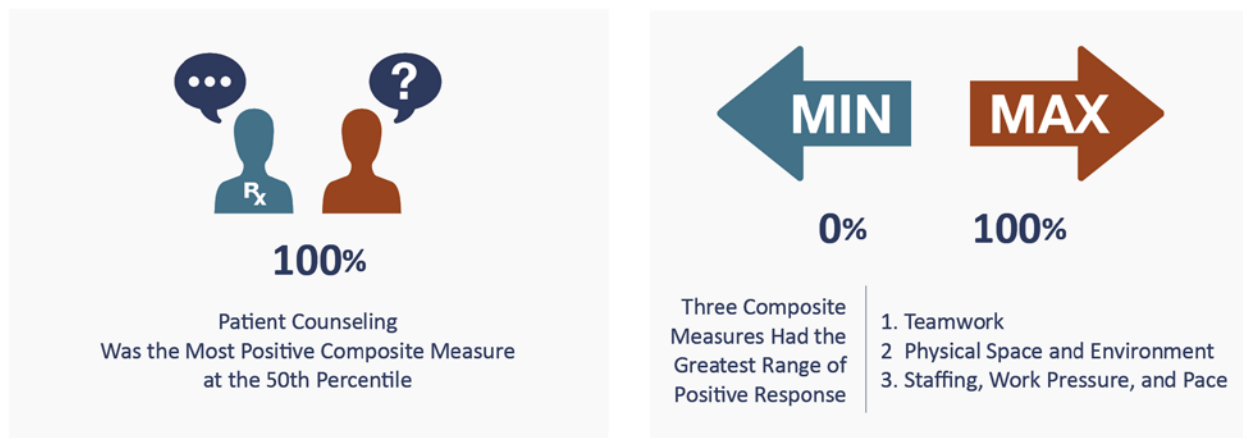 ...
?
Rx
100%
Patient Counseling
Was the Most Positive Composite Measure
at the 50th Percentile
MIN
MAX
0%
100%
Three Composite
Measures Had the
Greatest Range of
Positive Response
1. Teamwork
2 Physical Space and Environment
3. Staffing, Work Pressure, and Pace